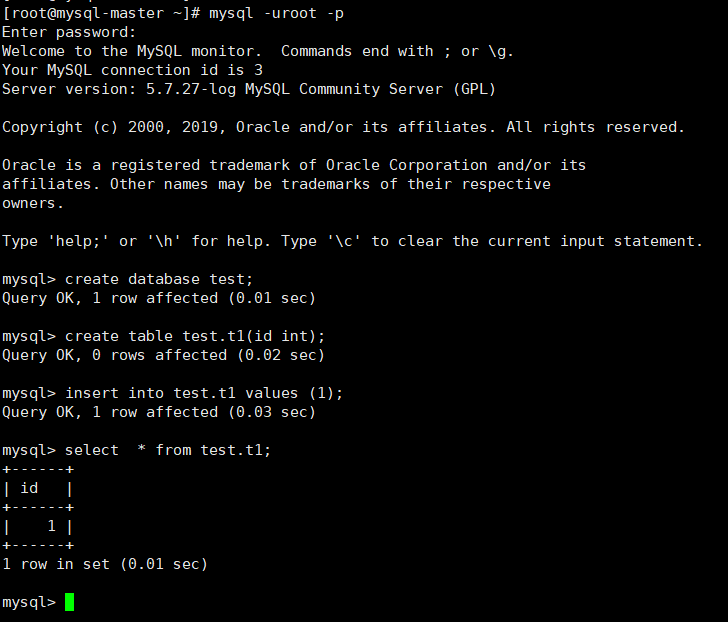 [root@mysql-master ~]# mysql -uroot -p
Enter password:
Welcome to the MySQL monitor.  Commands end with ; or \g.
Your MySQL connection id is 3
Server version: 5.7.27-log MySQL Community Server (GPL)

Copyright (c) 2000, 2019, Oracle and/or its affiliates. All rights reserved.

Oracle is a registered trademark of Oracle Corporation and/or its
affiliates. Other names may be trademarks of their respective
owners.

Type 'help;' or '\h' for help. Type '\c' to clear the current input statement.

mysql> create database test;
Query OK, 1 row affected (0.01 sec)

mysql> create table test.t1(id int);
Query OK, 0 rows affected (0.02 sec)

mysql> insert into test.t1 values (1);
Query OK, 1 row affected (0.03 sec)

mysql> select  * from test.t1;
+------+
| id   |
+------+
|    1 |
+------+
1 row in set (0.01 sec)

mysql>